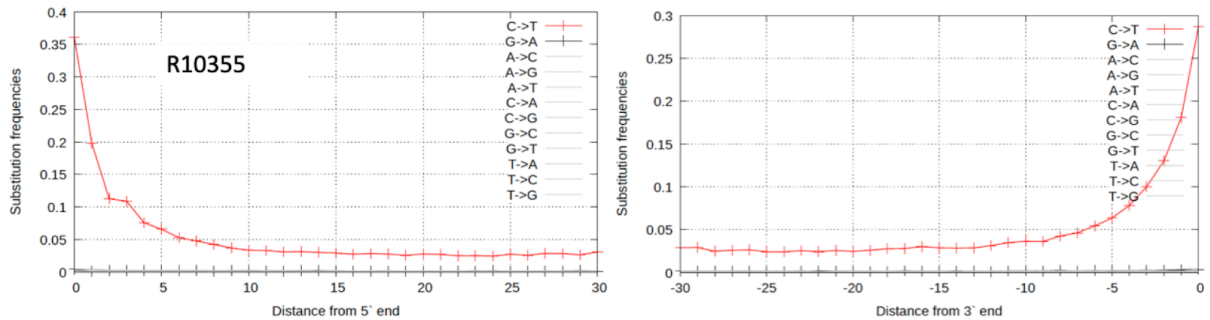 R10355
C->T
G->A
A->C
A->G
A->T
C->A
C->G
G->C
G->T
T->A
T->C
T->G
Substitution frequencies
0.4
0.35
0.3
0.25
0.2
0.15
0.1
0.05
0
0 5 10 15 20 25 30
Distance from 5` end
C->T
G->A
A->C
A->G
A->T
C->A
C->G
G->C
G->T
T->A
T->C
T->G
Substitution frequencies
0.3
0.25
0.2
0.15
0.1
0.05
0
-30 -25 -20 -15 -10 -5 0
Distance from 3` end